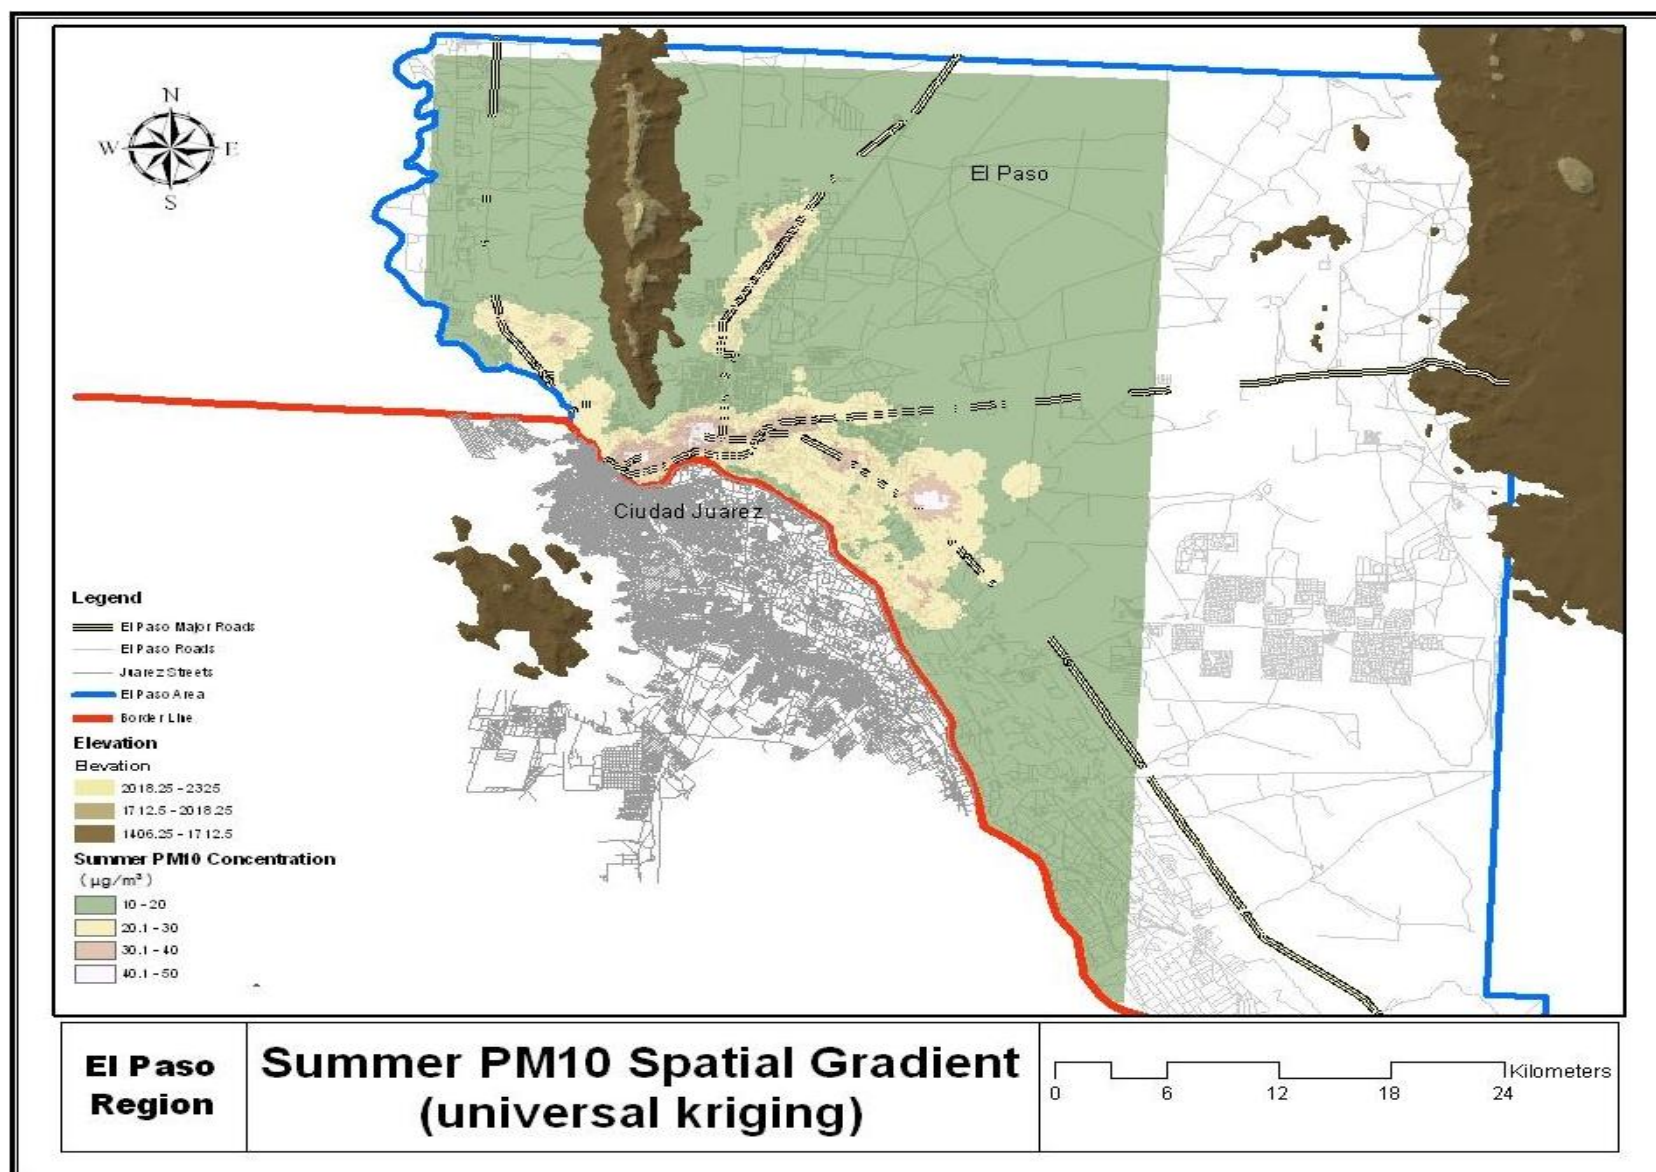 N
W E
S
El Paso
Ciudad Juarez
Legend
El Paso Major Roads
El Paso Roads
Juarez Streets
El Paso Area
Border Line
Elevation
Elevation
2018.25 - 2325
1712.5 - 2018.25
1406.25 - 1712.5
Summer PM10 Concentration
(µg/m³)
10 - 20
20.1 - 30
30.1 - 40
40.1 - 50
El Paso
Region
Summer PM10 Spatial Gradient
(universal kriging)
Kilometers
0 6 12 18 24